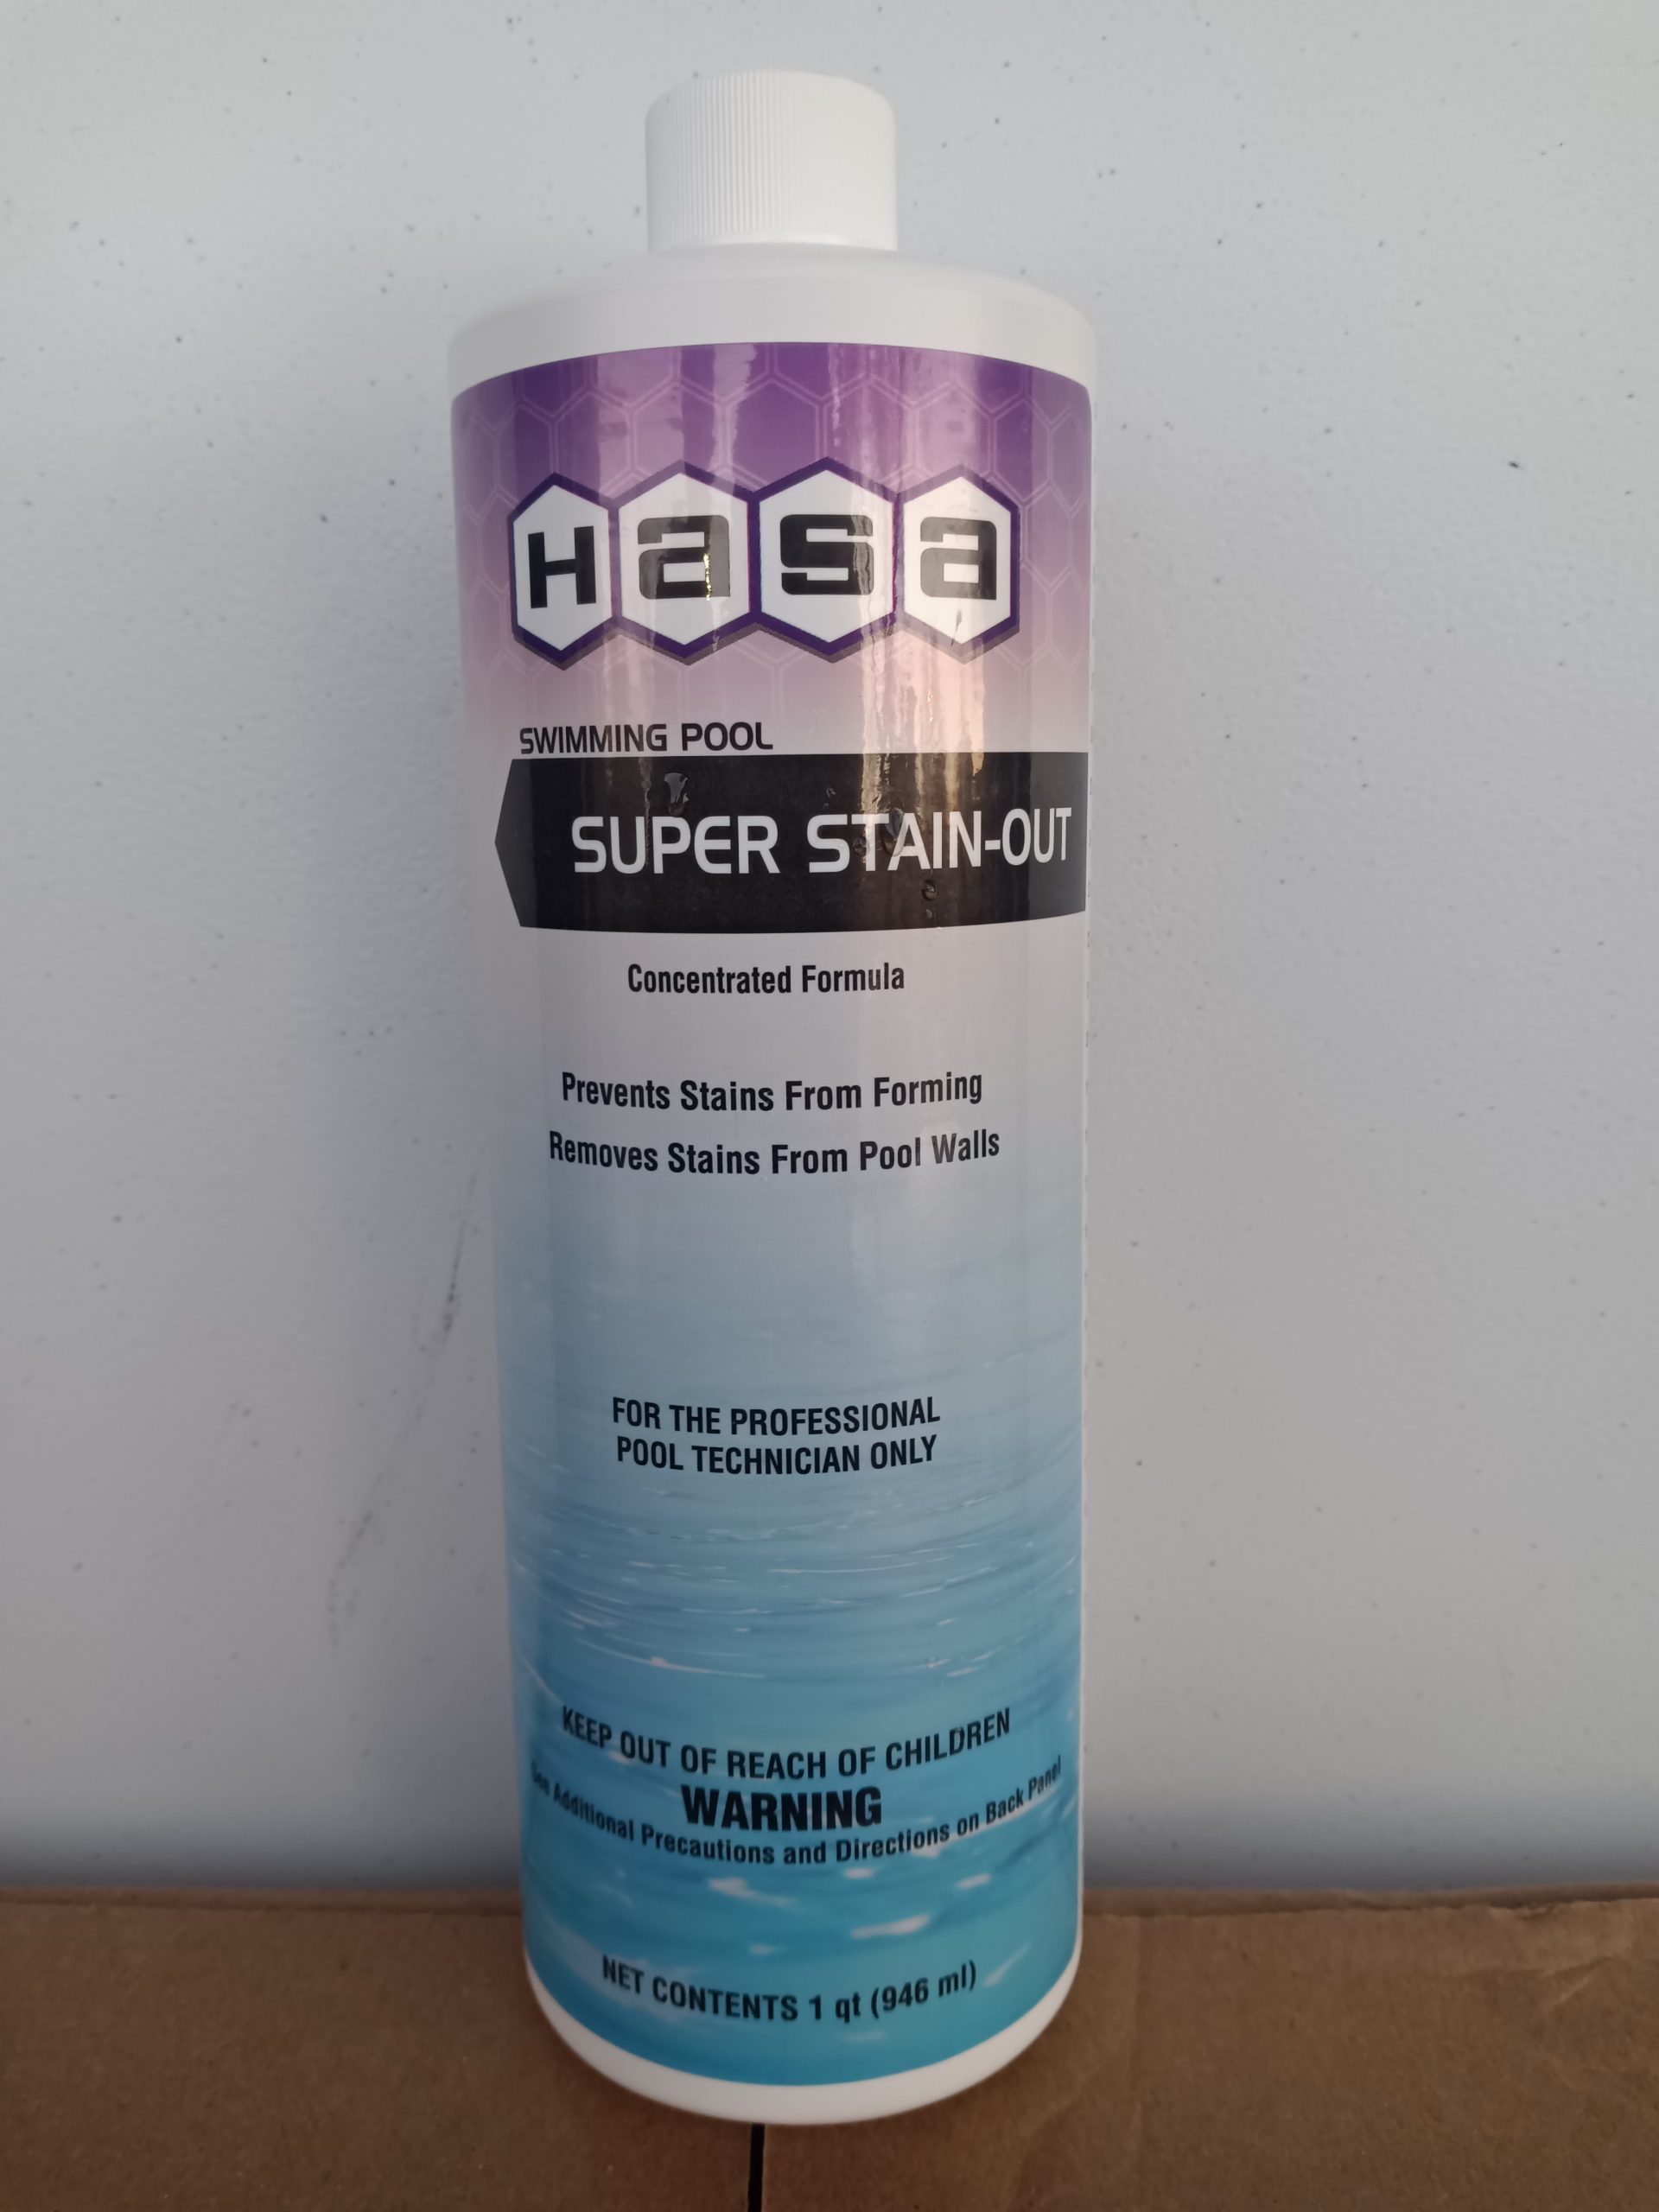 Hasa
SWIMMING POOL
SUPER STAIN-OUT
Concentrated Formula
Prevents Stains From Forming
Removes Stains From Pool Walls
FOR THE PROFESSIONAL
POOL TECHNICIAN ONLY
KEEP OUT OF REACH OF CHILDREN
WARNING
See Additional Precautions and Directions on Back Panel
NET CONTENTS 1 qt (946 ml)